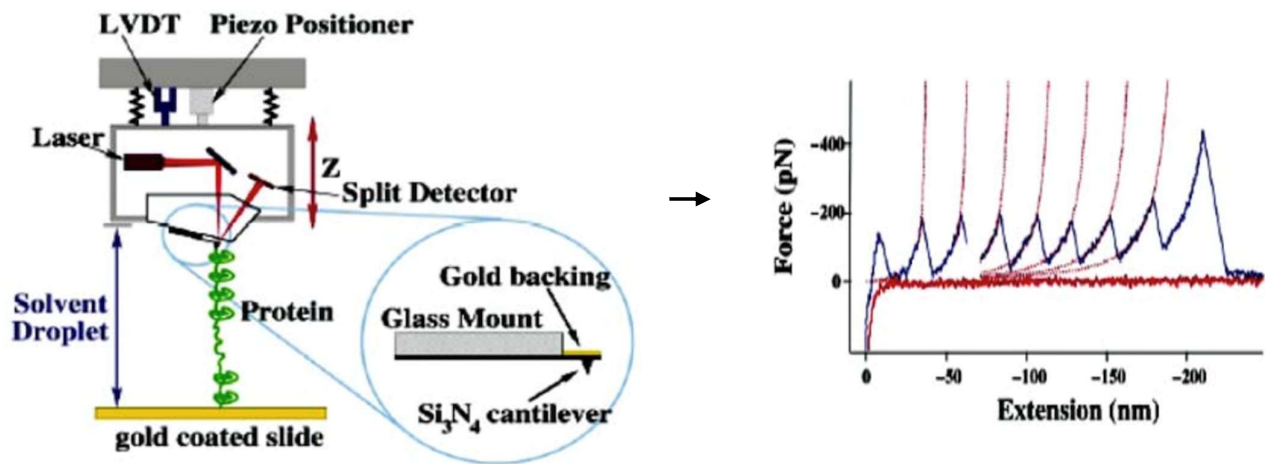 LVDT Piezo Positioner
Laser
Z
Split Detector
Solvent
Droplet
Protein
Gold backing
Glass Mount
Si₃N₄ cantilever
gold coated slide
Force (pN)
-400
-200
0
0 -50 -100 -150 -200
Extension (nm)